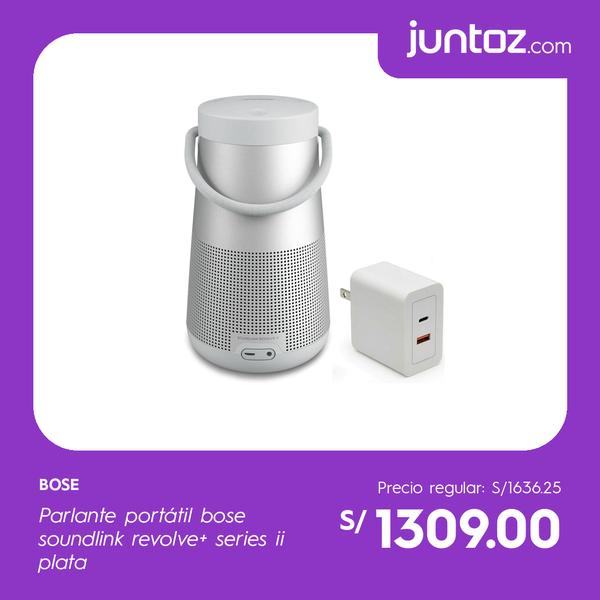 juntoz.com
BOSE
Parlante portátil bose
soundlink revolve+ series ii
plata
Precio regular: S/1636.25
S/ 1309.00